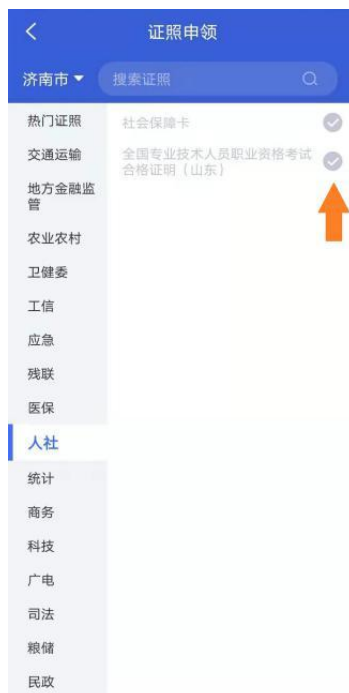 证照申领
济南市
搜索证照
热门证照
社会保障卡
交通运输
全国专业技术人员职业资格考试
合格证明（山东）
地方金融监
管
农业农村
卫健委
工信
应急
残联
医保
人社
统计
商务
科技
广电
司法
粮储
民政